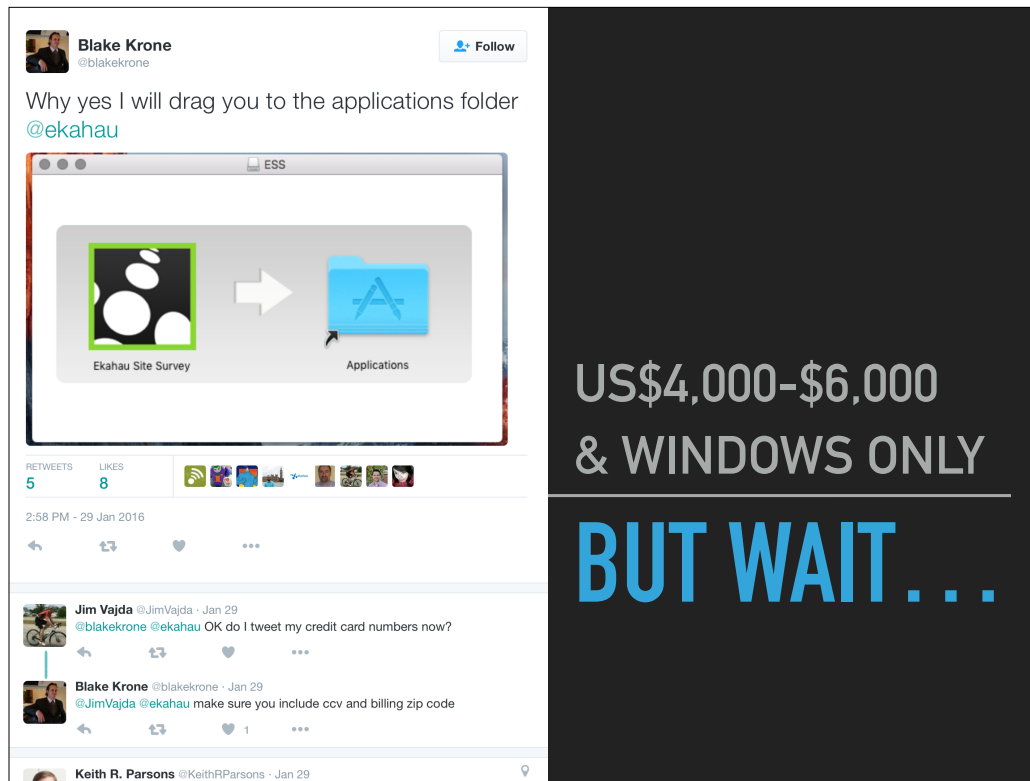 Blake Krone
@blakekrone
Follow
Why yes I will drag you to the applications folder
@ekahau
ESS
Ekahau Site Survey
Applications
RETWEETS LIKES
5 8
2:58 PM - 29 Jan 2016
Jim Vajda @JimVajda · Jan 29
@blakekrone @ekahau OK do I tweet my credit card numbers now?
Blake Krone @blakekrone · Jan 29
@JimVajda @ekahau make sure you include ccv and billing zip code
1
Keith R. Parsons @KeithRParsons · Jan 29
US$4,000-$6,000
& WINDOWS ONLY
BUT WAIT...